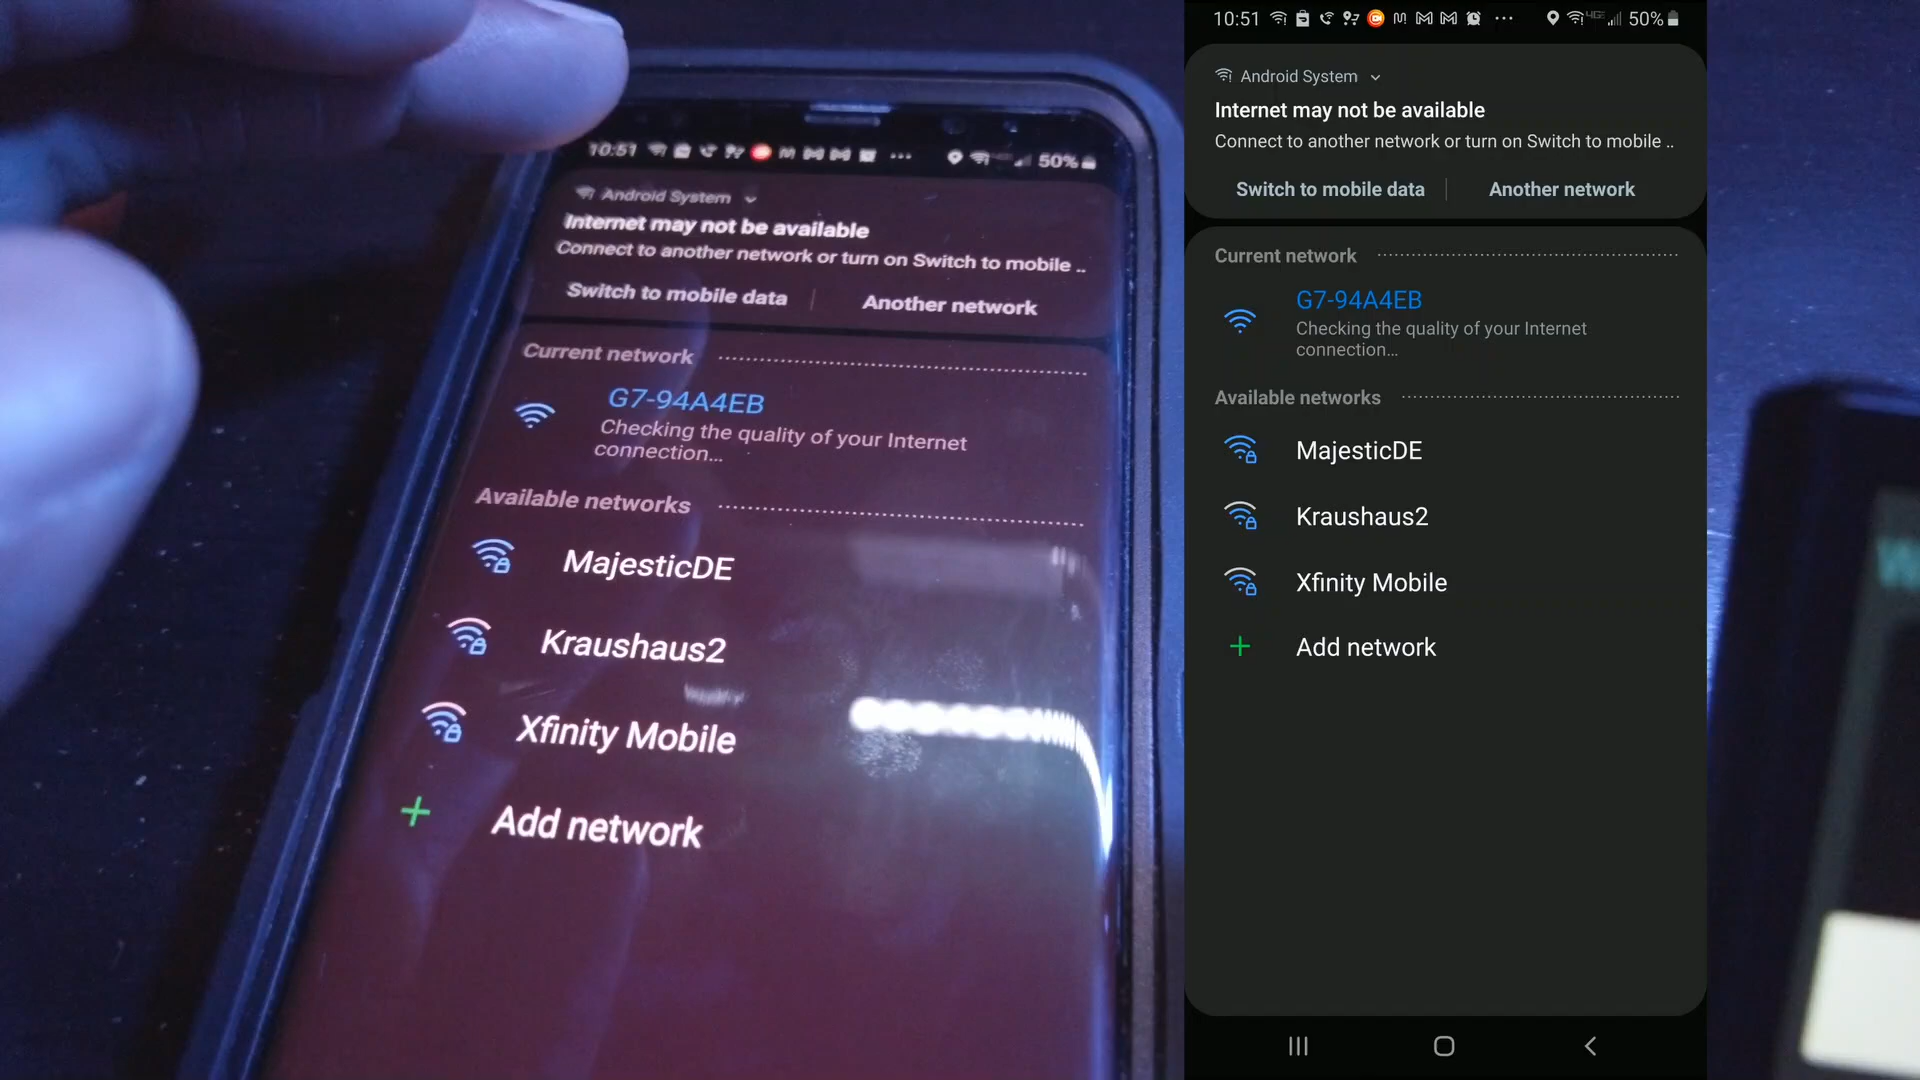 10:51
50%
Android System
Internet may not be available
Connect to another network or turn on Switch to mobile ..
Switch to mobile data
Another network
Current network
G7-94A4EB
Checking the quality of your Internet
connection...
Available networks
MajesticDE
Kraushaus2
Xfinity Mobile
Add network
10:51
4G
50%
Android System
Internet may not be available
Connect to another network or turn on Switch to mobile ..
Switch to mobile data
Another network
Current network
G7-94A4EB
Checking the quality of your Internet
connection...
Available networks
MajesticDE
Kraushaus2
Xfinity Mobile
Add network